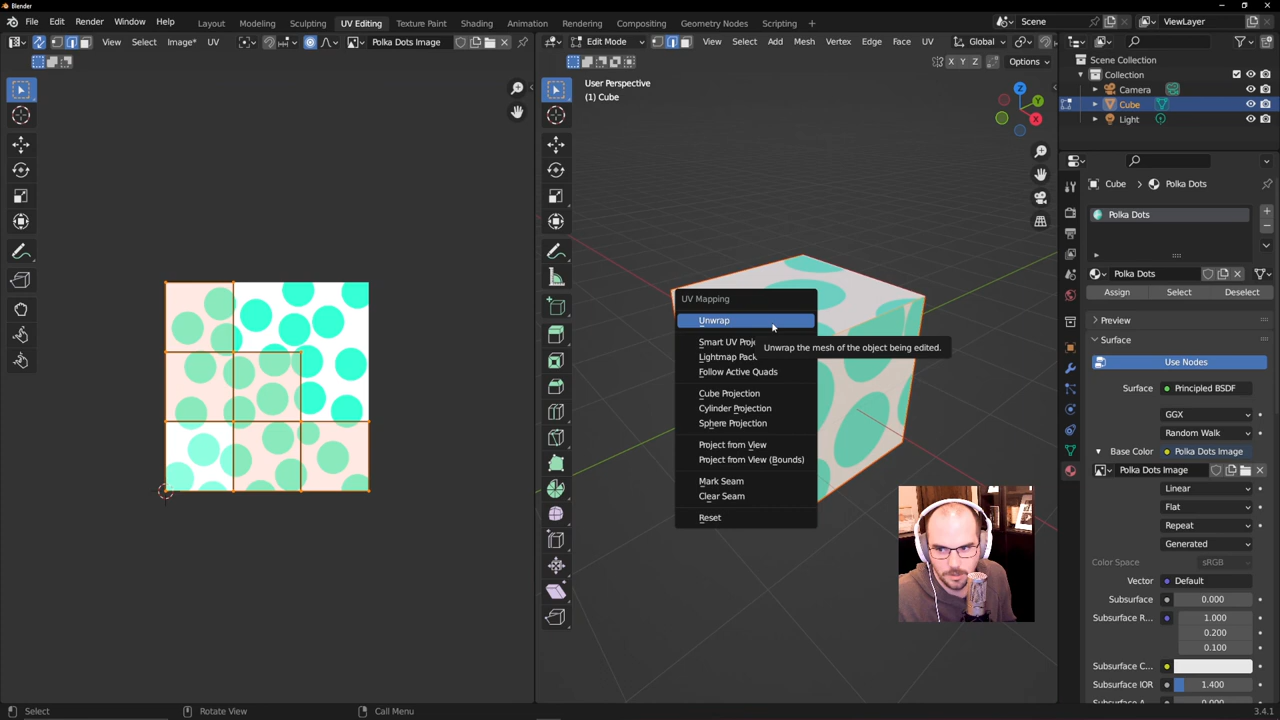 Blender
File Edit Render Window Help
Layout Modeling Sculpting UV Editing Texture Paint Shading Animation Rendering Compositing Geometry Nodes Scripting +
Scene
ViewLayer
View Select Image* UV
Polka Dots Image
Edit Mode
View Select Add Mesh Vertex Edge Face UV
Global
X Y Z
Options
User Perspective
(1) Cube
Z
Y
X
UV Mapping
Unwrap
Smart UV Proje
Lightmap Pack
Follow Active Quads
Cube Projection
Cylinder Projection
Sphere Projection
Project from View
Project from View (Bounds)
Mark Seam
Clear Seam
Reset
Unwrap the mesh of the object being edited.
Scene Collection
Collection
Camera
Cube
Light
Cube > Polka Dots
Polka Dots
Polka Dots
Assign Select Deselect
Preview
Surface
Use Nodes
Surface Principled BSDF
GGX
Random Walk
Base Color Polka Dots Image
Polka Dots Image
Linear
Flat
Repeat
Generated
Color Space sRGB
Vector Default
Subsurface 0.000
Subsurface R... 1.000
0.200
0.100
Subsurface C...
Subsurface IOR 1.400
Select Rotate View Call Menu
3.4.1